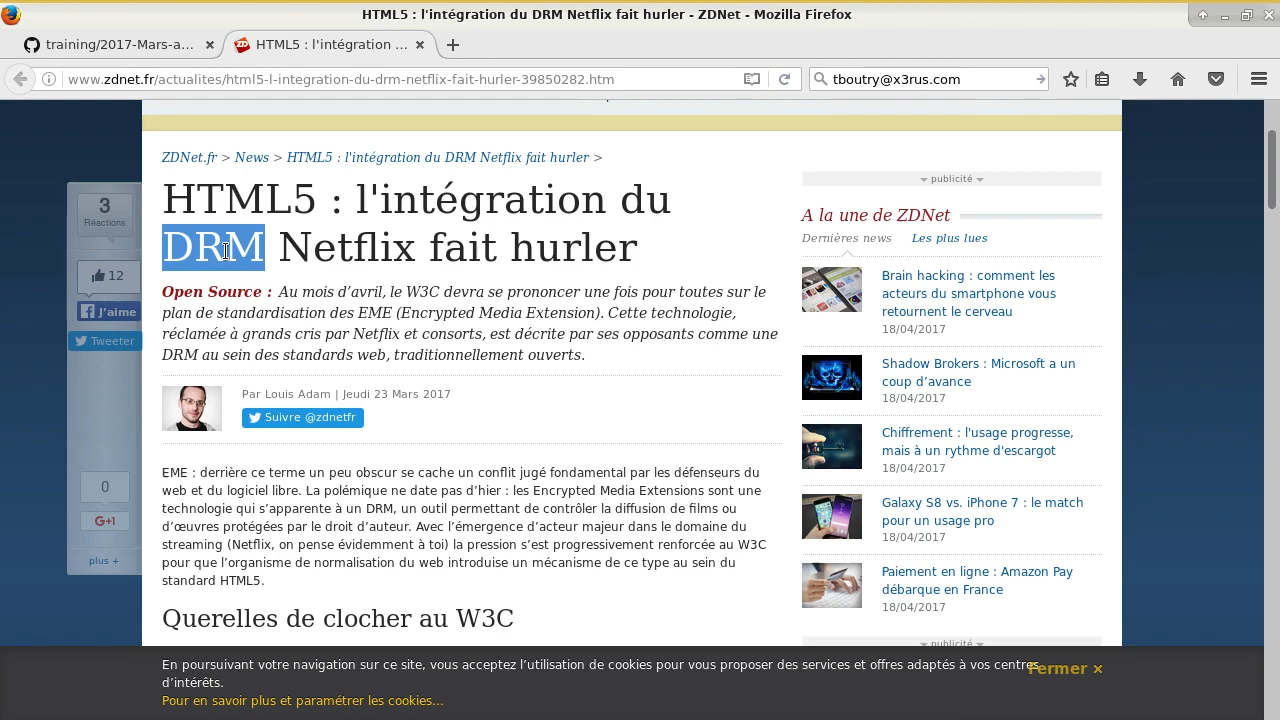 HTML5 : l'intégration du DRM Netflix fait hurler - ZDNet - Mozilla Firefox
training/2017-Mars-a...
HTML5 : l'intégration ...
www.zdnet.fr/actualites/html5-l-integration-du-drm-netflix-fait-hurler-39850282.htm
tboutry@x3rus.com
ZDNet.fr > News > HTML5 : l'intégration du DRM Netflix fait hurler >
HTML5 : l'intégration du
DRM Netflix fait hurler
Open Source : Au mois d’avril, le W3C devra se prononcer une fois pour toutes sur le
plan de standardisation des EME (Encrypted Media Extension). Cette technologie,
réclamée à grands cris par Netflix et consorts, est décrite par ses opposants comme une
DRM au sein des standards web, traditionnellement ouverts.
Par Louis Adam | Jeudi 23 Mars 2017
Suivre @zdnetfr
EME : derrière ce terme un peu obscur se cache un conflit jugé fondamental par les défenseurs du
web et du logiciel libre. La polémique ne date pas d’hier : les Encrypted Media Extensions sont une
technologie qui s’apparente à un DRM, un outil permettant de contrôler la diffusion de films ou
d’œuvres protégées par le droit d’auteur. Avec l’émergence d’acteur majeur dans le domaine du
streaming (Netflix, on pense évidemment à toi) la pression s’est progressivement renforcée au W3C
pour que l’organisme de normalisation du web introduise un mécanisme de ce type au sein du
standard HTML5.
Querelles de clocher au W3C
3
Réactions
12
J’aime
Tweeter
0
G+1
plus +
publicité
A la une de ZDNet
Dernières news
Les plus lues
Brain hacking : comment les
acteurs du smartphone vous
retournent le cerveau
18/04/2017
Shadow Brokers : Microsoft a un
coup d’avance
18/04/2017
Chiffrement : l'usage progresse,
mais à un rythme d'escargot
18/04/2017
Galaxy S8 vs. iPhone 7 : le match
pour un usage pro
18/04/2017
Paiement en ligne : Amazon Pay
débarque en France
18/04/2017
publicité
En poursuivant votre navigation sur ce site, vous acceptez l’utilisation de cookies pour vous proposer des services et offres adaptés à vos centres
d’intérêts.
Pour en savoir plus et paramétrer les cookies...
Fermer ×